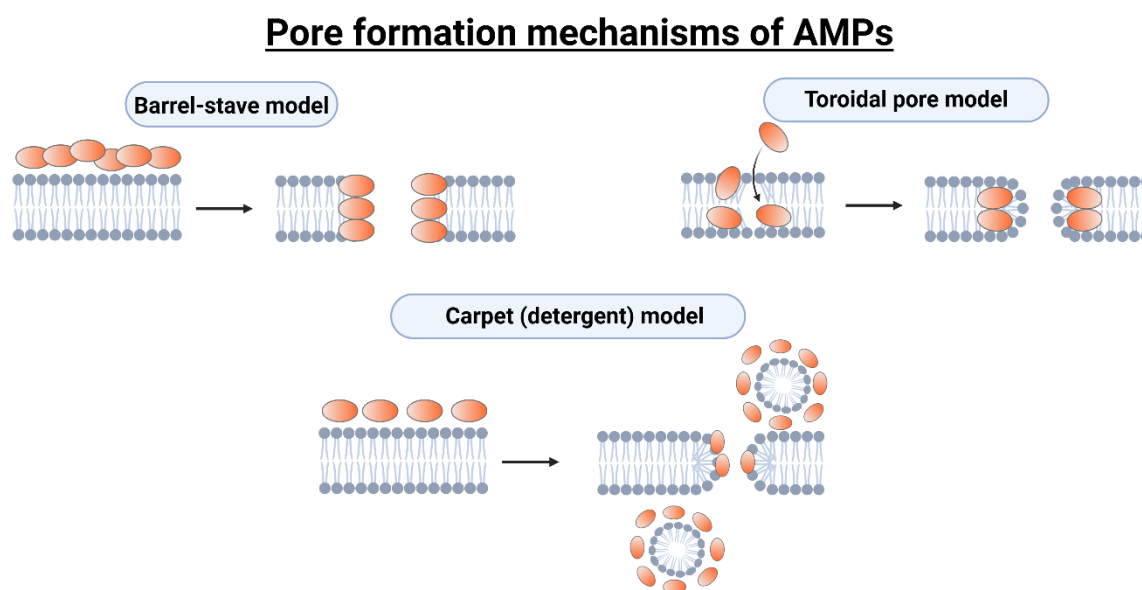 Pore formation mechanisms of AMPs
Barrel-stave model
Toroidal pore model
Carpet (detergent) model